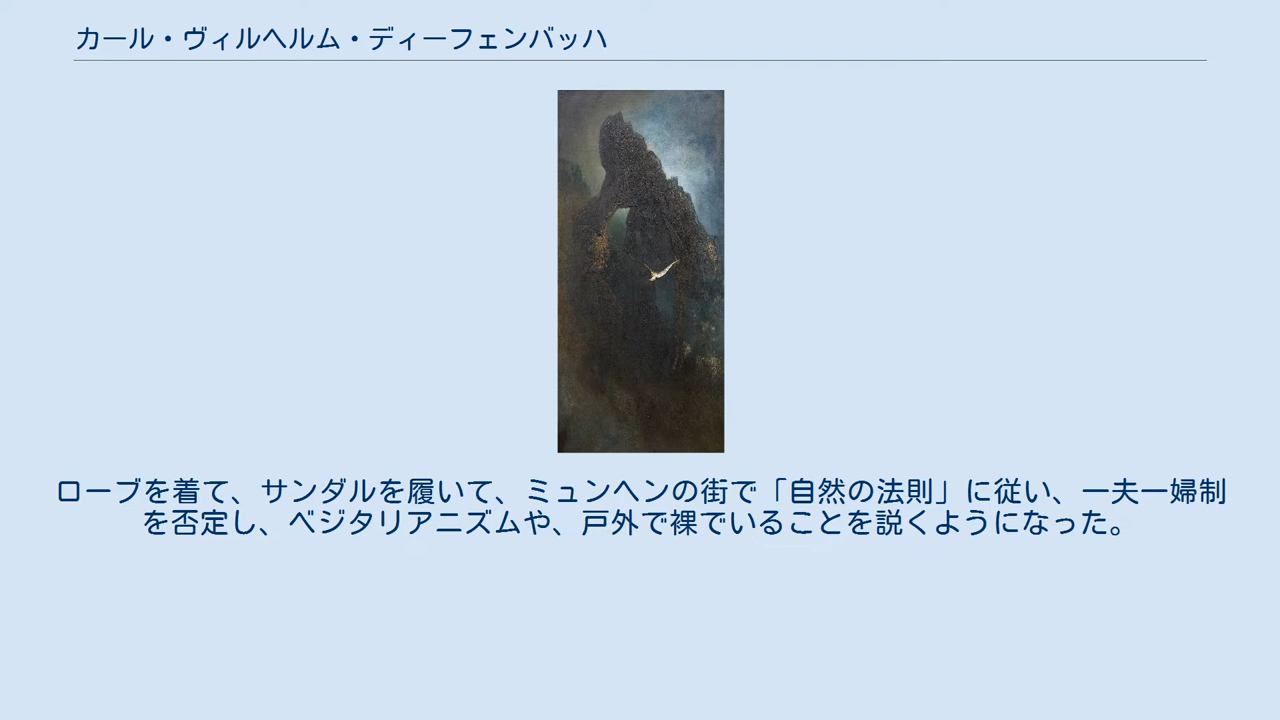 カール・ヴィルヘルム・ディーフェンバッハ
ローブを着て、サンダルを履いて、ミュンヘンの街で「自然の法則」に従い、一夫一婦制
を否定し、ベジタリアニズムや、戸外で裸でいることを説くようになった。